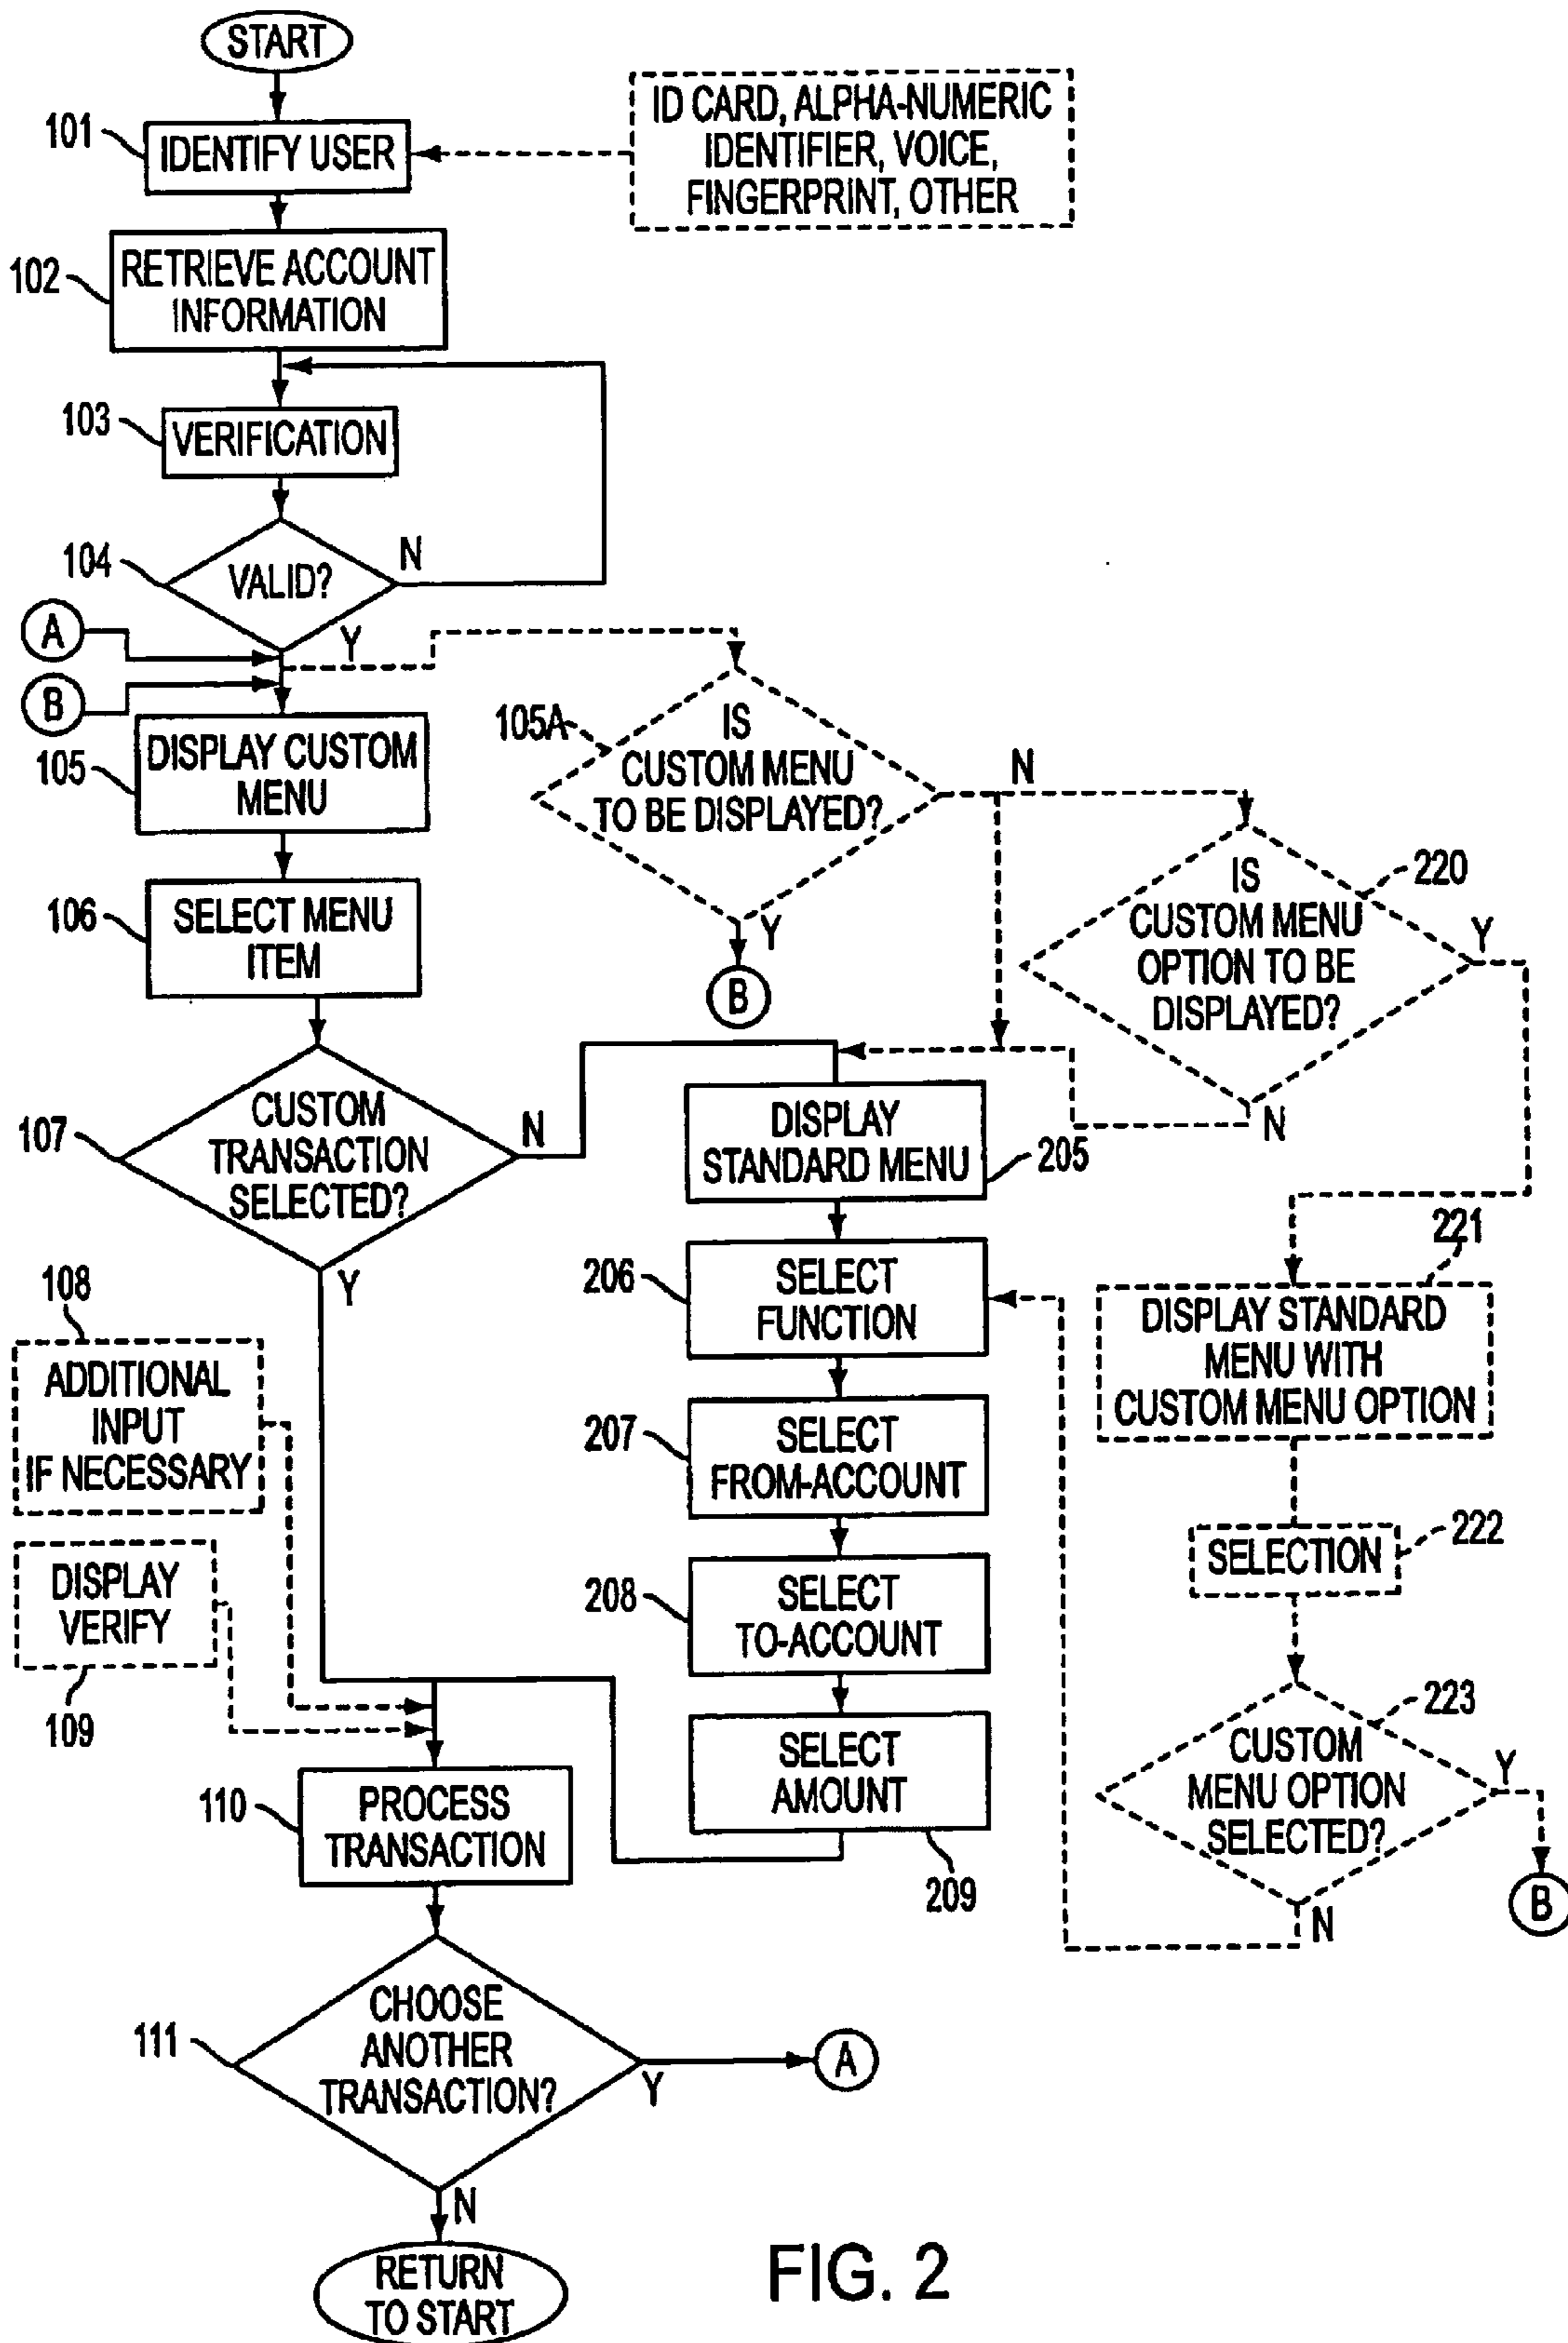 START
101
IDENTIFY USER
ID CARD, ALPHA-NUMERIC
IDENTIFIER, VOICE,
FINGERPRINT, OTHER
102
RETRIEVE ACCOUNT
INFORMATION
103
VERIFICATION
104
VALID?
N
Y
A
B
105
DISPLAY CUSTOM
MENU
105A
IS
CUSTOM MENU
TO BE DISPLAYED?
N
Y
B
220
IS
CUSTOM MENU
OPTION TO BE
DISPLAYED?
Y
N
106
SELECT MENU
ITEM
107
CUSTOM
TRANSACTION
SELECTED?
N
Y
DISPLAY
STANDARD MENU
205
206
SELECT
FUNCTION
207
SELECT
FROM-ACCOUNT
208
SELECT
TO-ACCOUNT
SELECT
AMOUNT
209
221
DISPLAY STANDARD
MENU WITH
CUSTOM MENU OPTION
SELECTION
222
223
CUSTOM
MENU OPTION
SELECTED?
Y
B
N
108
ADDITIONAL
INPUT
IF NECESSARY
DISPLAY
VERIFY
109
110
PROCESS
TRANSACTION
111
CHOOSE
ANOTHER
TRANSACTION?
Y
A
N
RETURN
TO START
FIG. 2